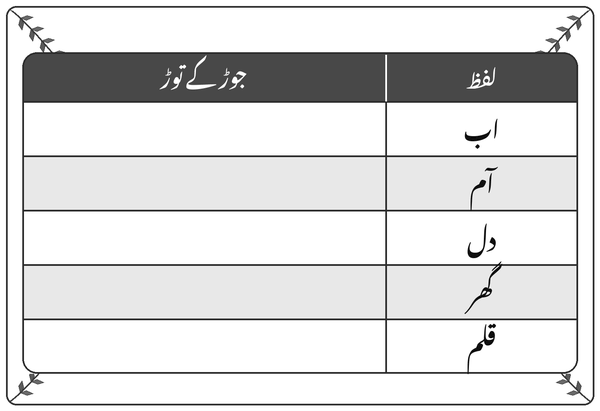 لفظ جوڑ کے توڑ
اب
آم
دل
گھر
قلم